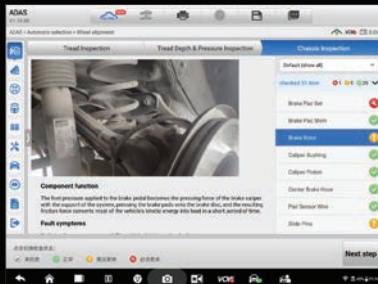 ADAS
ADAS > Automatic selection > Wheel alignment
VCI
Tread Inspection
Tread Depth & Pressure Inspection
Chassis Inspection
Default (show all)
Brake Pad Set
Brake Pad Shim
Brake Hose
Caliper Bushing
Caliper Piston
Center Brake Hose
Pad Sensor Wire
Slide Pins
Component function
The foot pressure applied to the brake pedal becomes the pressing force of the brake caliper
with the support of the system, pressing the brake pads onto the brake disc, and the resulting
friction force converts most of the vehicle's kinetic energy into heat in a short period of time.
Fault symptoms
Next step